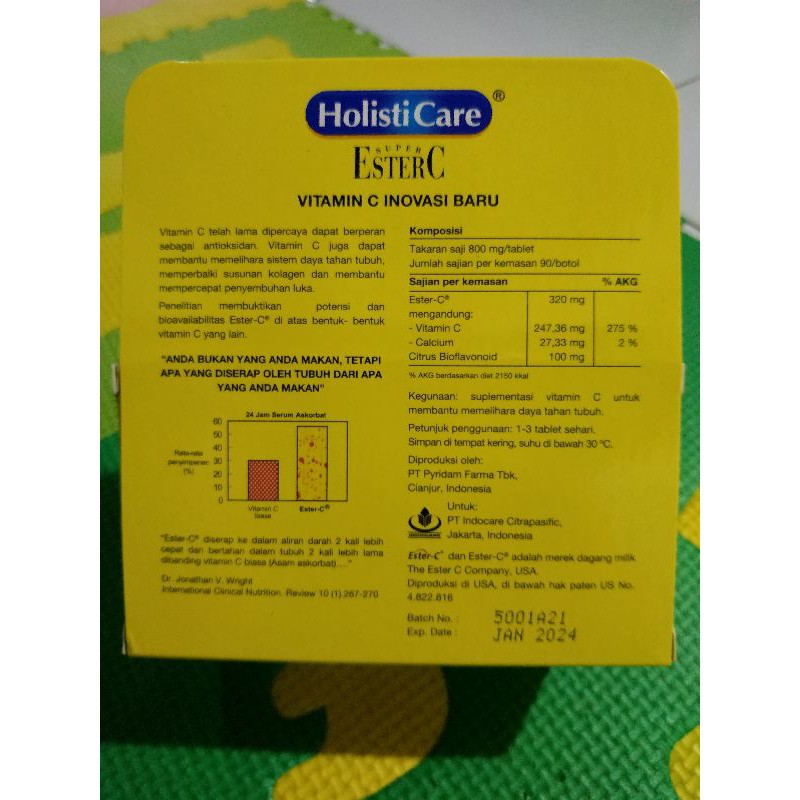 HolistiCare®
SUPER
ESTERC
VITAMIN C INOVASI BARU
Vitamin C telah lama dipercaya dapat berperan
sebagai antioksidan. Vitamin C juga dapat
membantu memelihara sistem daya tahan tubuh,
memperbaiki susunan kolagen dan membantu
mempercepat penyembuhan luka.
Penelitian membuktikan potensi dan
bioavailabilitas Ester-C® di atas bentuk- bentuk
vitamin C yang lain.
"ANDA BUKAN YANG ANDA MAKAN, TETAPI
APA YANG DISERAP OLEH TUBUH DARI APA
YANG ANDA MAKAN"
24 Jam Serum Askorbat
60
50
40
30
20
10
0
Rata-rata
penyimpanan
(%)
Vitamin C
biasa
Ester-C®
"Ester-C® diserap ke dalam aliran darah 2 kali lebih
cepat dan bertahan dalam tubuh 2 kali lebih lama
dibanding vitamin C biasa (Asam askorbat)...."
Dr. Jonathan V. Wright
International Clinical Nutrition. Review 10 (1).267-270
Komposisi
Takaran saji 800 mg/tablet
Jumlah sajian per kemasan 90/botol
Sajian per kemasan % AKG
Ester-C® 320 mg
mengandung:
- Vitamin C 247,36 mg 275 %
- Calcium 27,33 mg 2 %
Citrus Bioflavonoid 100 mg
% AKG berdasarkan diet 2150 kkal
Kegunaan: suplementasi vitamin C untuk
membantu memelihara daya tahan tubuh.
Petunjuk penggunaan: 1-3 tablet sehari.
Simpan di tempat kering, suhu di bawah 30 °C.
Diproduksi oleh:
PT Pyridam Farma Tbk,
Cianjur, Indonesia
Untuk:
PT Indocare Citrapasific,
Jakarta, Indonesia
Ester-C® dan Ester-C® adalah merek dagang milik
The Ester C Company, USA.
Diproduksi di USA, di bawah hak paten US No.
4.822.816
Batch No. : 5001A21
Exp. Date : JAN 2024